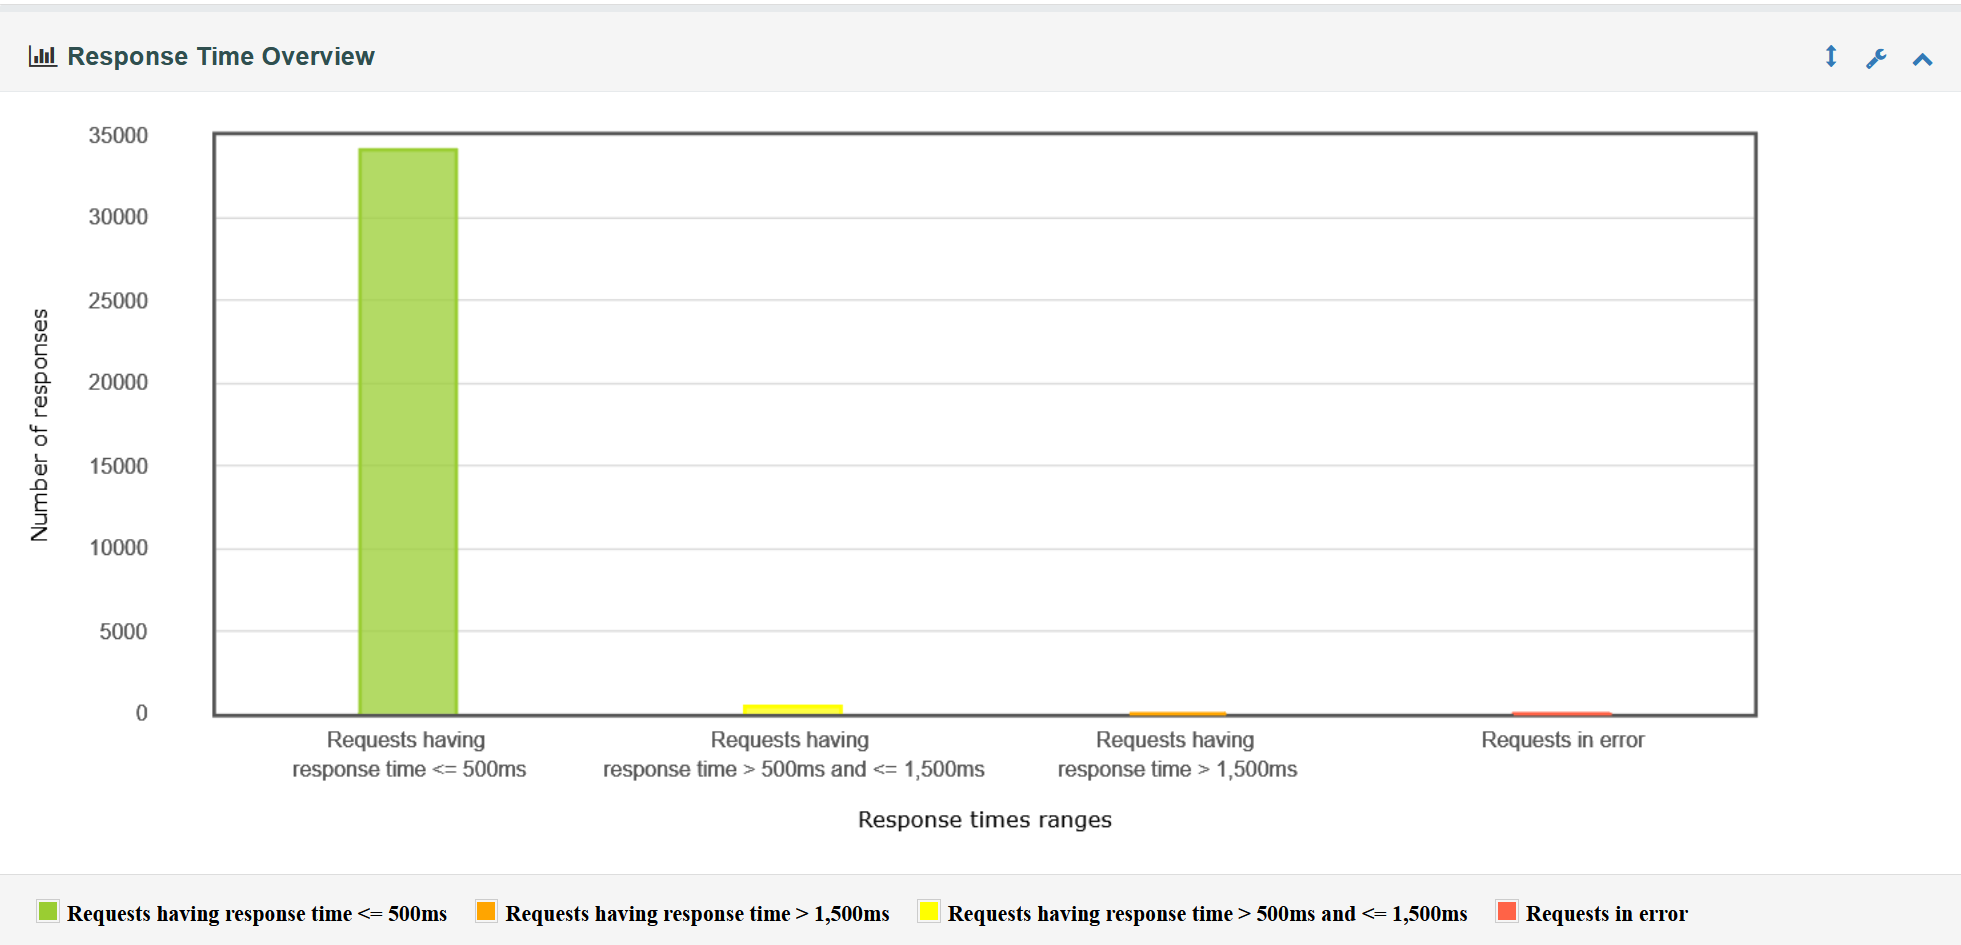 Response Time Overview
35000
30000
25000
20000
15000
10000
5000
0
Number of responses
Requests having
response time <= 500ms
Requests having
response time > 500ms and <= 1,500ms
Requests having
response time > 1,500ms
Requests in error
Response times ranges
Requests having response time <= 500ms
Requests having response time > 1,500ms
Requests having response time > 500ms and <= 1,500ms
Requests in error